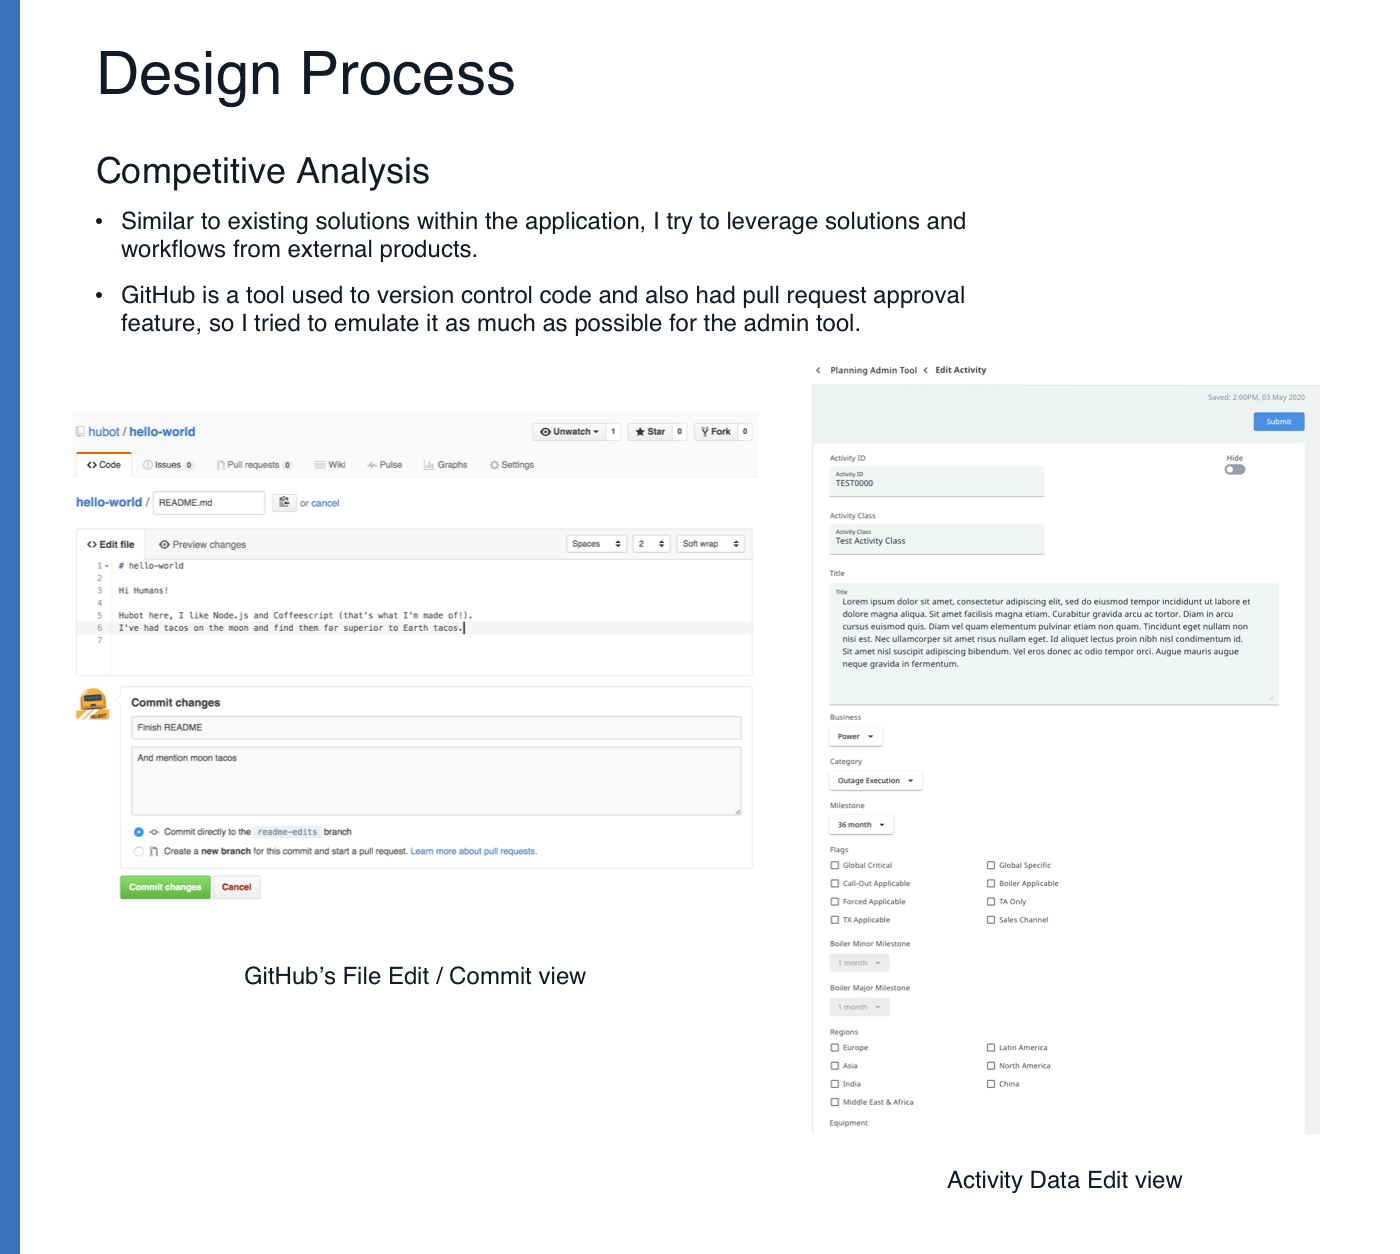 Design Process
Competitive Analysis
• Similar to existing solutions within the application, I try to leverage solutions and
workflows from external products.
• GitHub is a tool used to version control code and also had pull request approval
feature, so I tried to emulate it as much as possible for the admin tool.
hubot / hello-world
Unwatch 1
Star 0
Fork 0
<> Code
Issues 0
Pull requests 0
Wiki
Pulse
Graphs
Settings
hello-world / README.md or cancel
<> Edit file
Preview changes
Spaces
2
Soft wrap
1 # hello-world
2
3 Hi Humans!
4
5 Hubot here, I like Node.js and Coffeescript (that's what I'm made of!).
6 I've had tacos on the moon and find them far superior to Earth tacos.
7
Commit changes
Finish README
And mention moon tacos
Commit directly to the readme-edits branch
Create a new branch for this commit and start a pull request. Learn more about pull requests.
Commit changes
Cancel
GitHub’s File Edit / Commit view
< Planning Admin Tool < Edit Activity
Saved: 2:00PM, 03 May 2020
Submit
Activity ID
Hide
Activity ID
TEST0000
Activity Class
Activity Class
Test Activity Class
Title
Title
Lorem ipsum dolor sit amet, consectetur adipiscing elit, sed do eiusmod tempor incididunt ut labore et
dolore magna aliqua. Sit amet facilisis magna etiam. Curabitur gravida arcu ac tortor. Diam in arcu
cursus euismod quis. Diam vel quam elementum pulvinar etiam non quam. Tincidunt eget nullam non
nisi est. Nec ullamcorper sit amet risus nullam eget. Id aliquet lectus proin nibh nisl condimentum id.
Sit amet nisl suscipit adipiscing bibendum. Vel eros donec ac odio tempor orci. Augue mauris augue
neque gravida in fermentum.
Business
Power
Category
Outage Execution
Milestone
36 month
Flags
Global Critical
Global Specific
Call-Out Applicable
Boiler Applicable
Forced Applicable
TA Only
TX Applicable
Sales Channel
Boiler Minor Milestone
1 month
Boiler Major Milestone
1 month
Regions
Europe
Latin America
Asia
North America
India
China
Middle East & Africa
Equipment
Activity Data Edit view